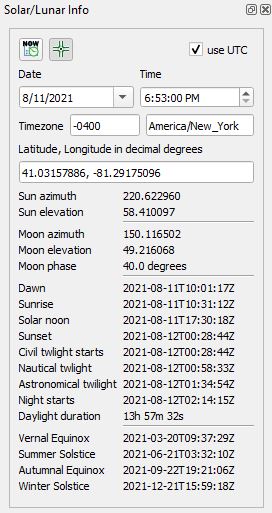 Solar/Lunar Info
NOW
use UTC
Date Time
8/11/2021 6:53:00 PM
Timezone -0400 America/New_York
Latitude, Longitude in decimal degrees
41.03157886, -81.29175096
Sun azimuth 220.622960
Sun elevation 58.410097
Moon azimuth 150.116502
Moon elevation 49.216068
Moon phase 40.0 degrees
Dawn 2021-08-11T10:01:17Z
Sunrise 2021-08-11T10:31:12Z
Solar noon 2021-08-11T17:30:18Z
Sunset 2021-08-12T00:28:44Z
Civil twlight starts 2021-08-12T00:28:44Z
Nautical twlight 2021-08-12T00:58:33Z
Astronomical twlight 2021-08-12T01:34:54Z
Night starts 2021-08-12T02:14:15Z
Daylight duration 13h 57m 32s
Vernal Equinox 2021-03-20T09:37:29Z
Summer Solstice 2021-06-21T03:32:10Z
Autumnal Equinox 2021-09-22T19:21:06Z
Winter Solstice 2021-12-21T15:59:18Z